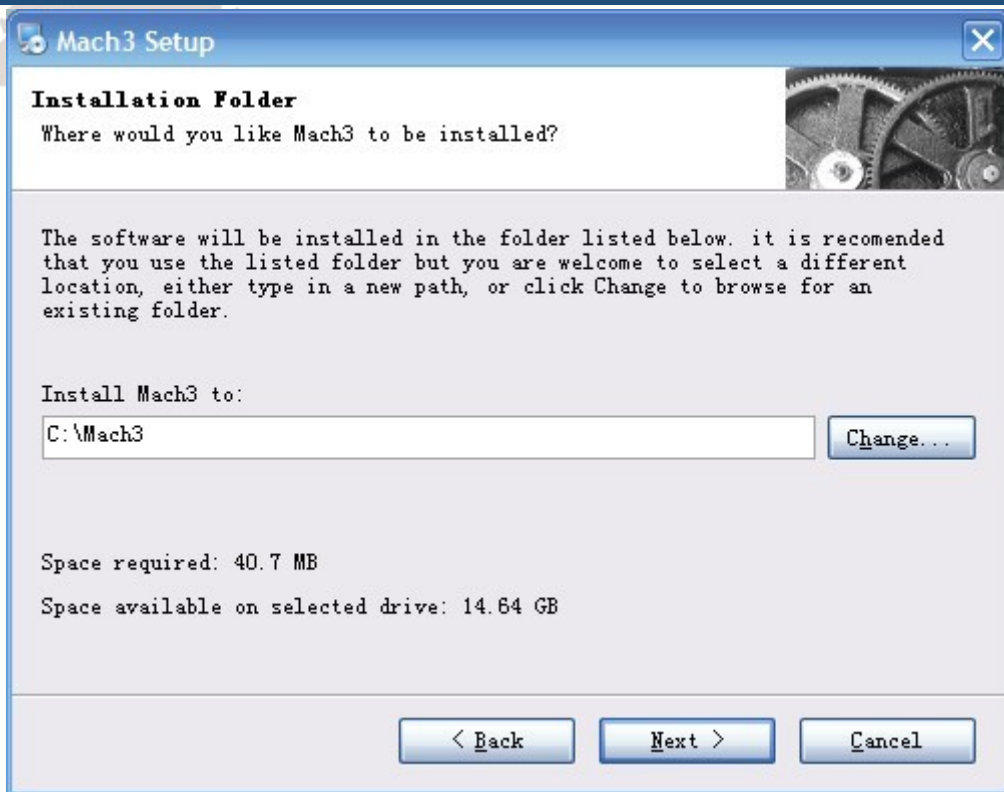 Mach3 Setup
Installation Folder
Where would you like Mach3 to be installed?
The software will be installed in the folder listed below. it is recomended
that you use the listed folder but you are welcome to select a different
location, either type in a new path, or click Change to browse for an
existing folder.
Install Mach3 to:
C:\Mach3
Change...
Space required: 40.7 MB
Space available on selected drive: 14.64 GB
< Back
Next >
Cancel